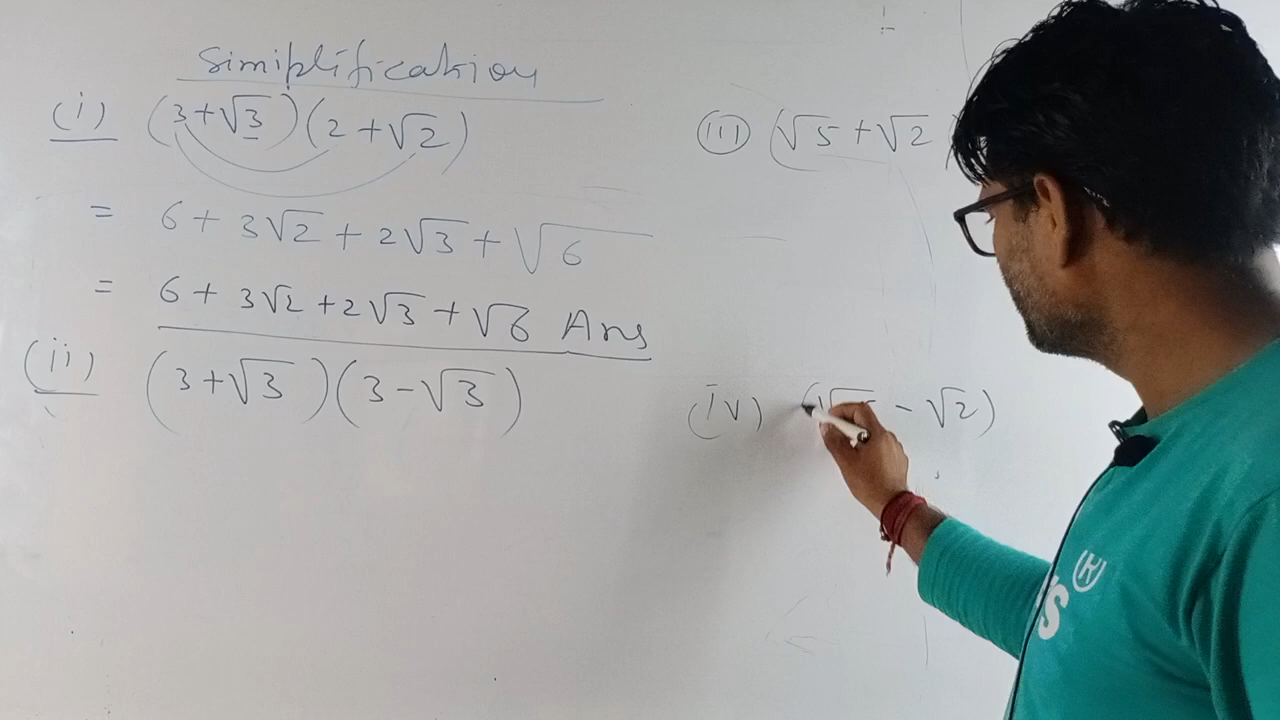 Simiplification
(i) (3+√3)(2+√2)
= 6+ 3√2 + 2√3 + √6
= 6+ 3√2 +2√3 +√6 Ans
(ii) (3+√3)(3-√3)
(iii) (√5+√2)
(iv) - √2)